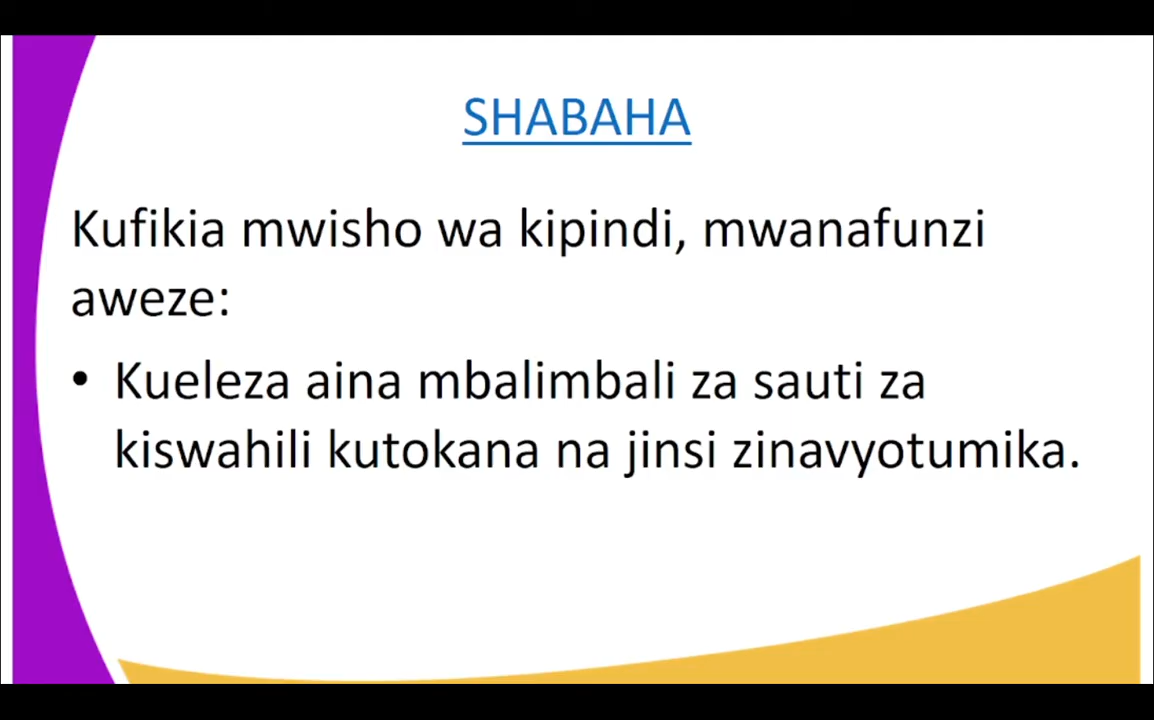 SHABAHA
Kufikia mwisho wa kipindi, mwanafunzi
aweze:
• Kueleza aina mbalimbali za sauti za
kiswahili kutokana na jinsi zinavyotumika.